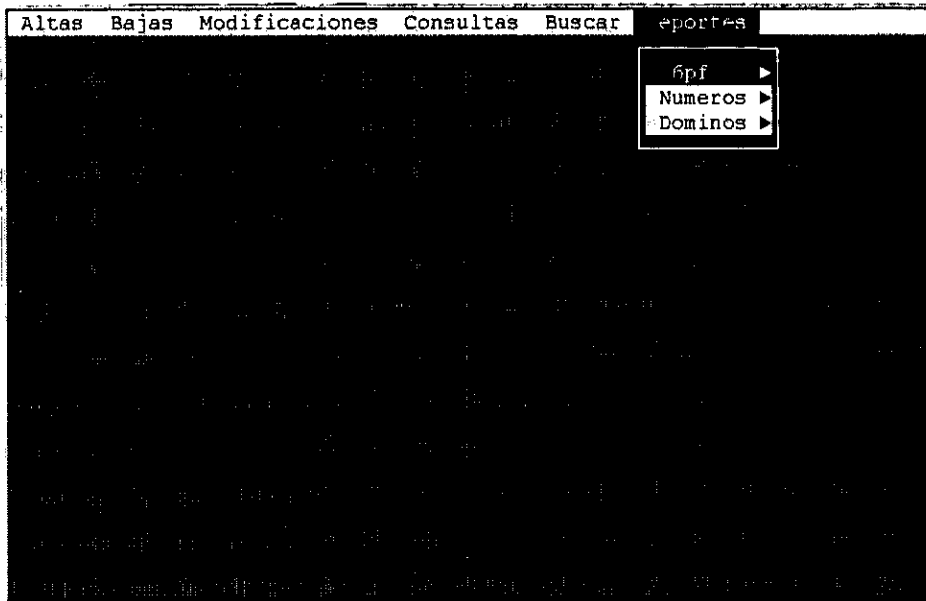 Altas Bajas Modificaciones Consultas Buscar eportes
6pf ▶
Numeros ▶
Dominos ▶